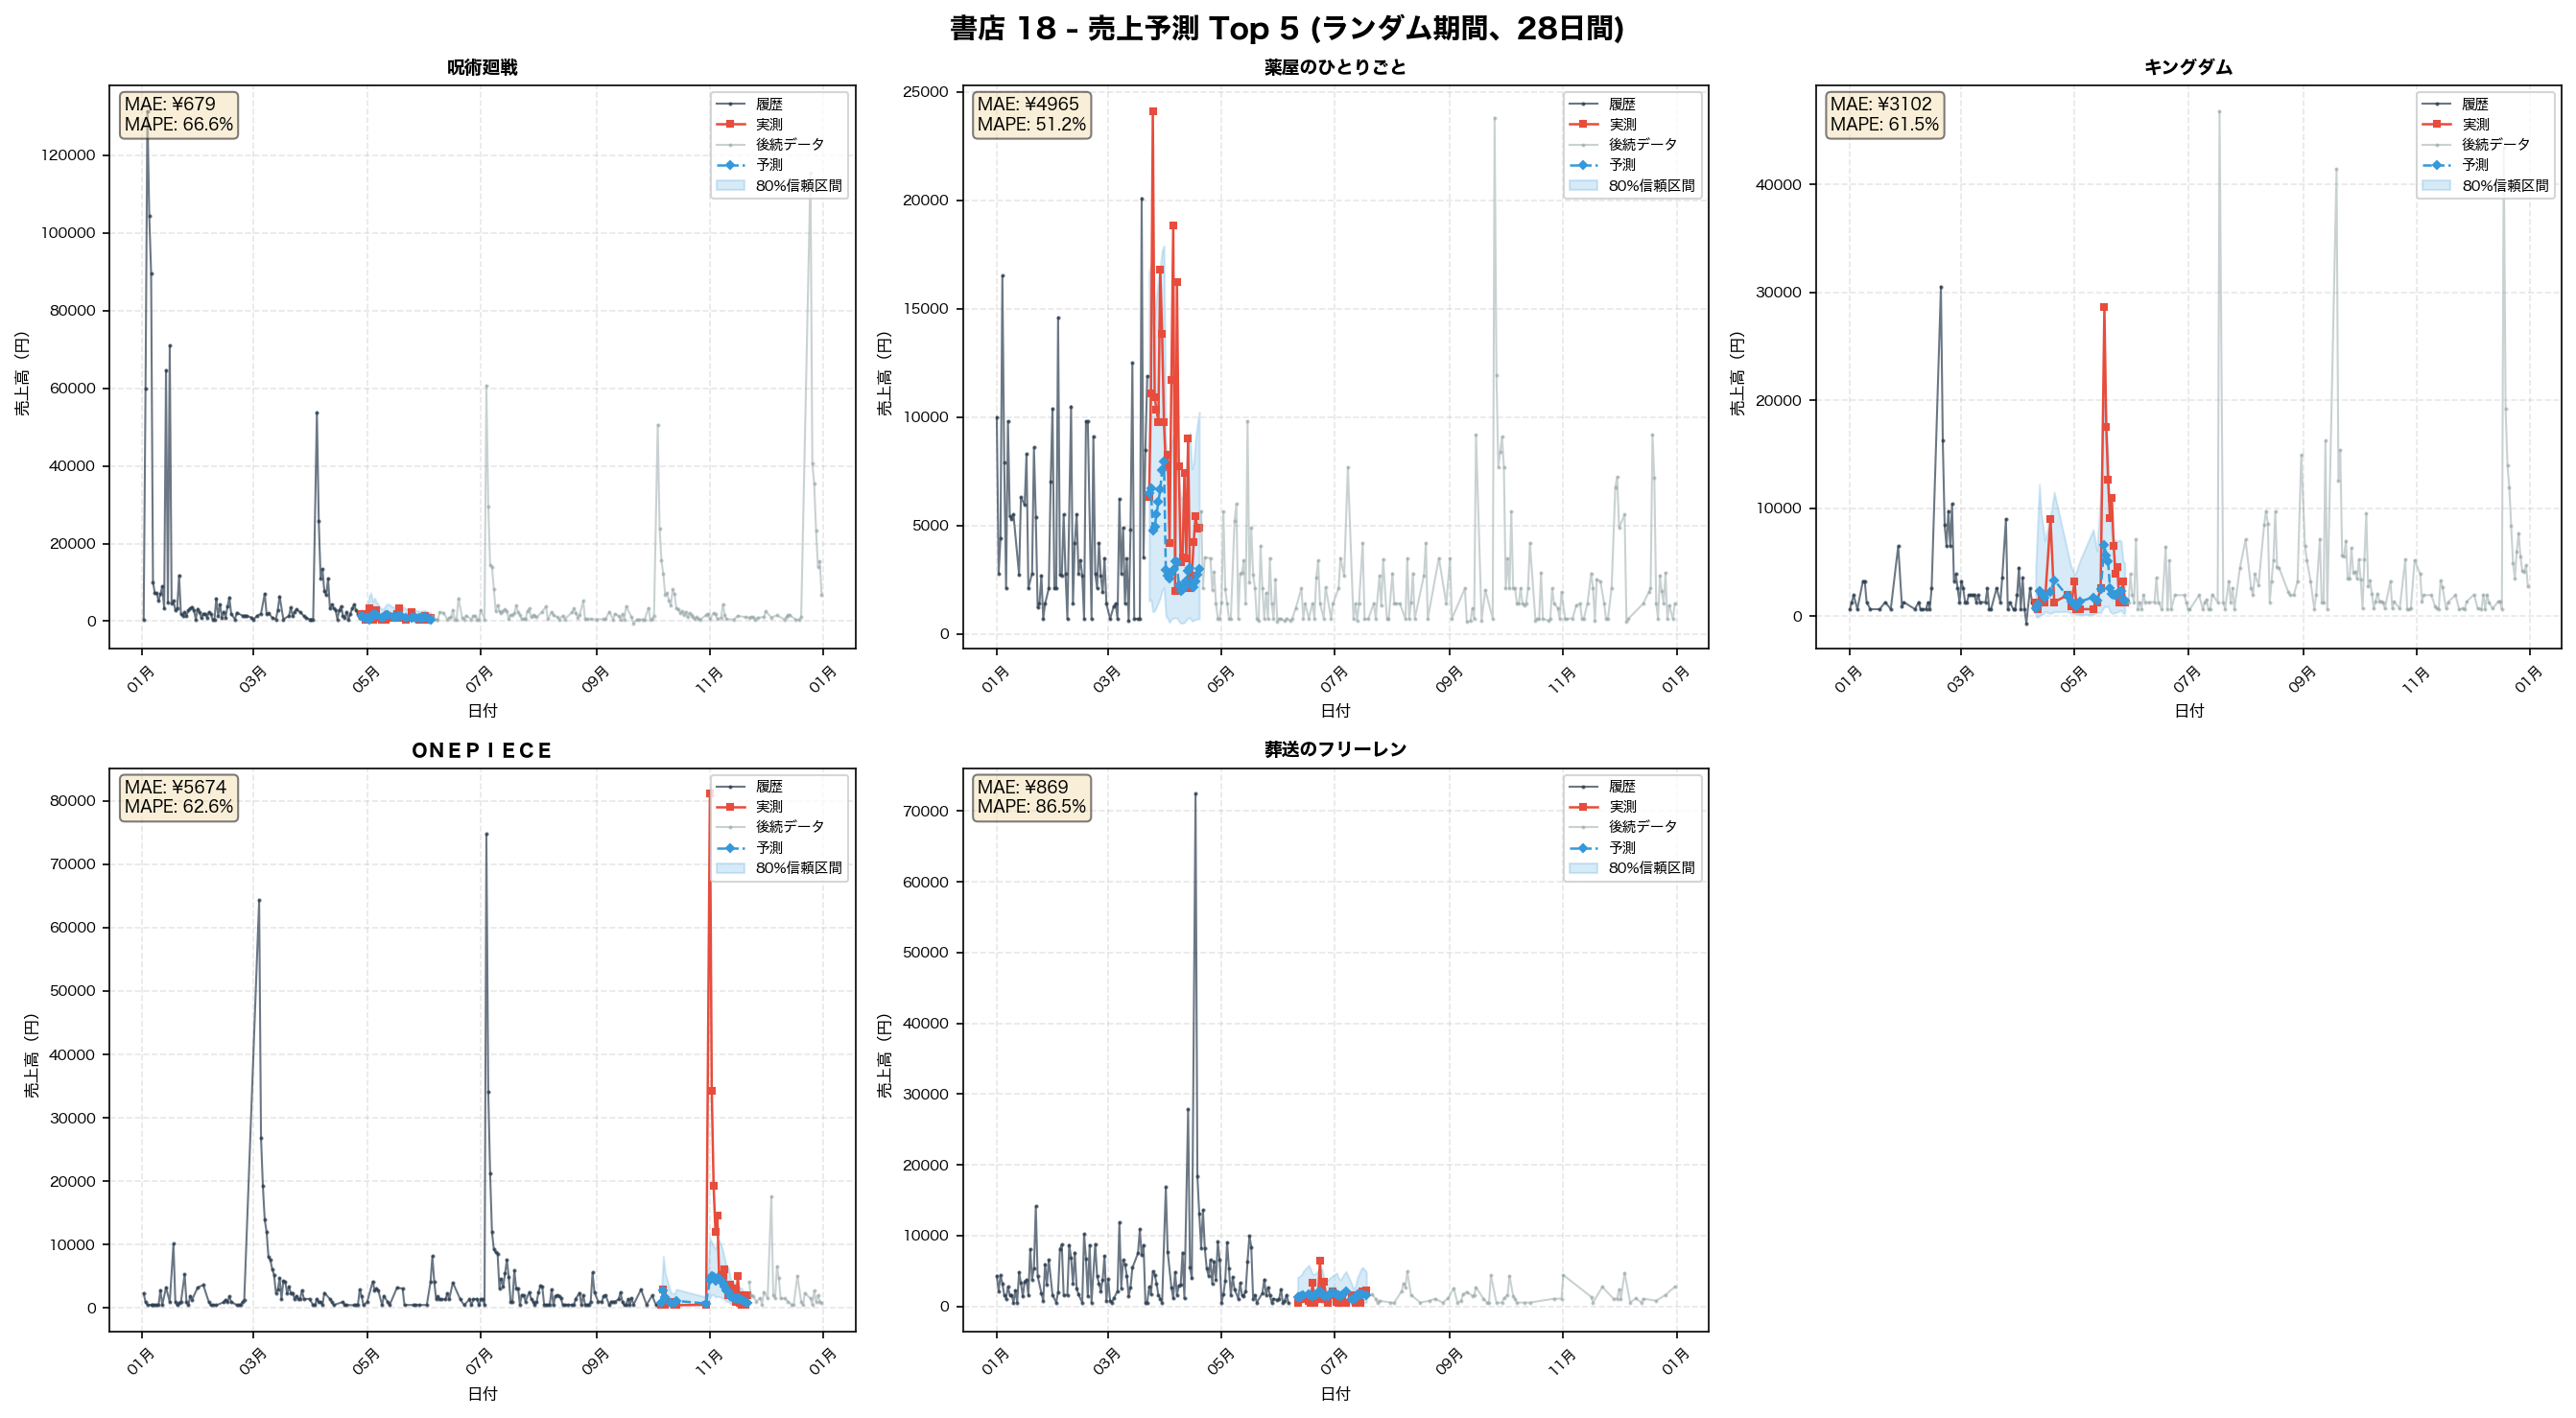 書店 18 - 売上予測 Top 5 (ランダム期間、28日間)
呪術廻戦
MAE: ¥679
MAPE: 66.6%
履歴
実測
後続データ
予測
80%信頼区間
売上高（円）
120000
100000
80000
60000
40000
20000
0
01月
03月
05月
07月
09月
11月
01月
日付
薬屋のひとりごと
MAE: ¥4965
MAPE: 51.2%
履歴
実測
後続データ
予測
80%信頼区間
売上高（円）
25000
20000
15000
10000
5000
0
01月
03月
05月
07月
09月
11月
01月
日付
キングダム
MAE: ¥3102
MAPE: 61.5%
履歴
実測
後続データ
予測
80%信頼区間
売上高（円）
40000
30000
20000
10000
0
01月
03月
05月
07月
09月
11月
01月
日付
ＯＮＥＰＩＥＣＥ
MAE: ¥5674
MAPE: 62.6%
履歴
実測
後続データ
予測
80%信頼区間
売上高（円）
80000
70000
60000
50000
40000
30000
20000
10000
0
01月
03月
05月
07月
09月
11月
01月
日付
葬送のフリーレン
MAE: ¥869
MAPE: 86.5%
履歴
実測
後続データ
予測
80%信頼区間
売上高（円）
70000
60000
50000
40000
30000
20000
10000
0
01月
03月
05月
07月
09月
11月
01月
日付